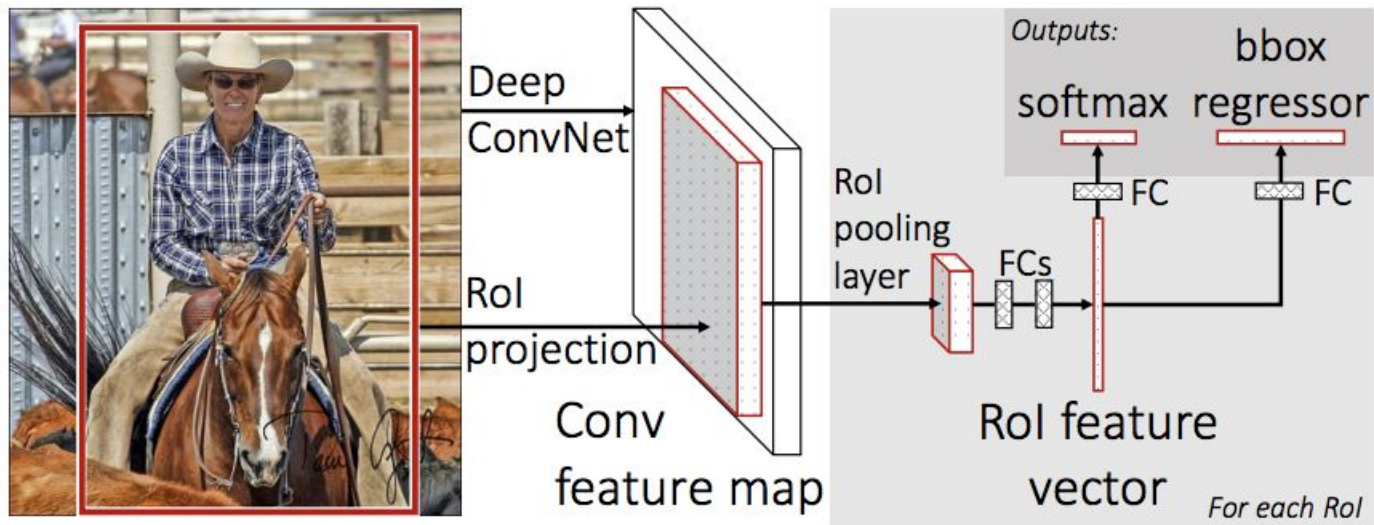 Deep
ConvNet
RoI
projection
Conv
feature map
RoI
pooling
layer
FCs
RoI feature
vector
For each RoI
Outputs:
softmax
bbox
regressor
FC
FC